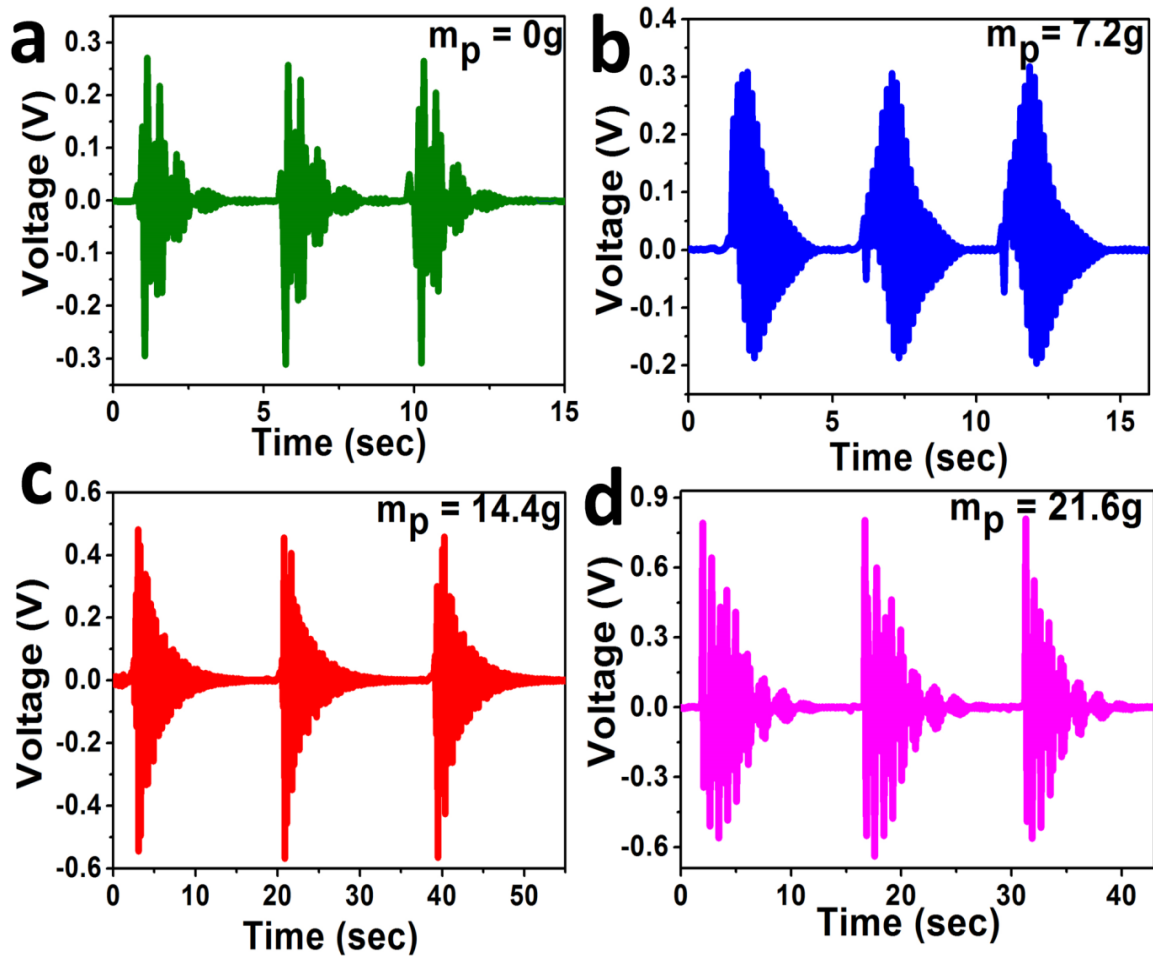 a
m_p = 0g
0.3
0.2
0.1
0.0
-0.1
-0.2
-0.3
Voltage (V)
0 5 10 15
Time (sec)
b
m_p = 7.2g
0.4
0.3
0.2
0.1
0.0
-0.1
-0.2
Voltage (V)
0 5 10 15
Time (sec)
c
m_p = 14.4g
0.6
0.4
0.2
0.0
-0.2
-0.4
-0.6
Voltage (V)
0 10 20 30 40 50
Time (sec)
d
m_p = 21.6g
0.9
0.6
0.3
0.0
-0.3
-0.6
Voltage (V)
0 10 20 30 40
Time (sec)